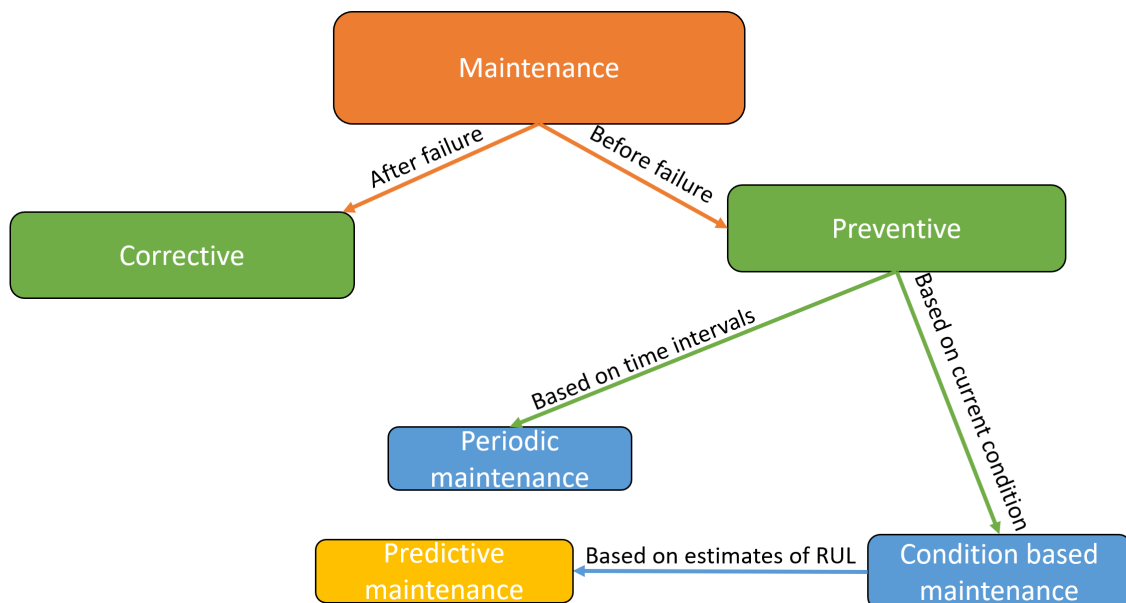 Maintenance
After failure
Before failure
Corrective
Preventive
Based on time intervals
Based on current condition
Periodic
maintenance
Predictive
maintenance
Based on estimates of RUL
Condition based
maintenance